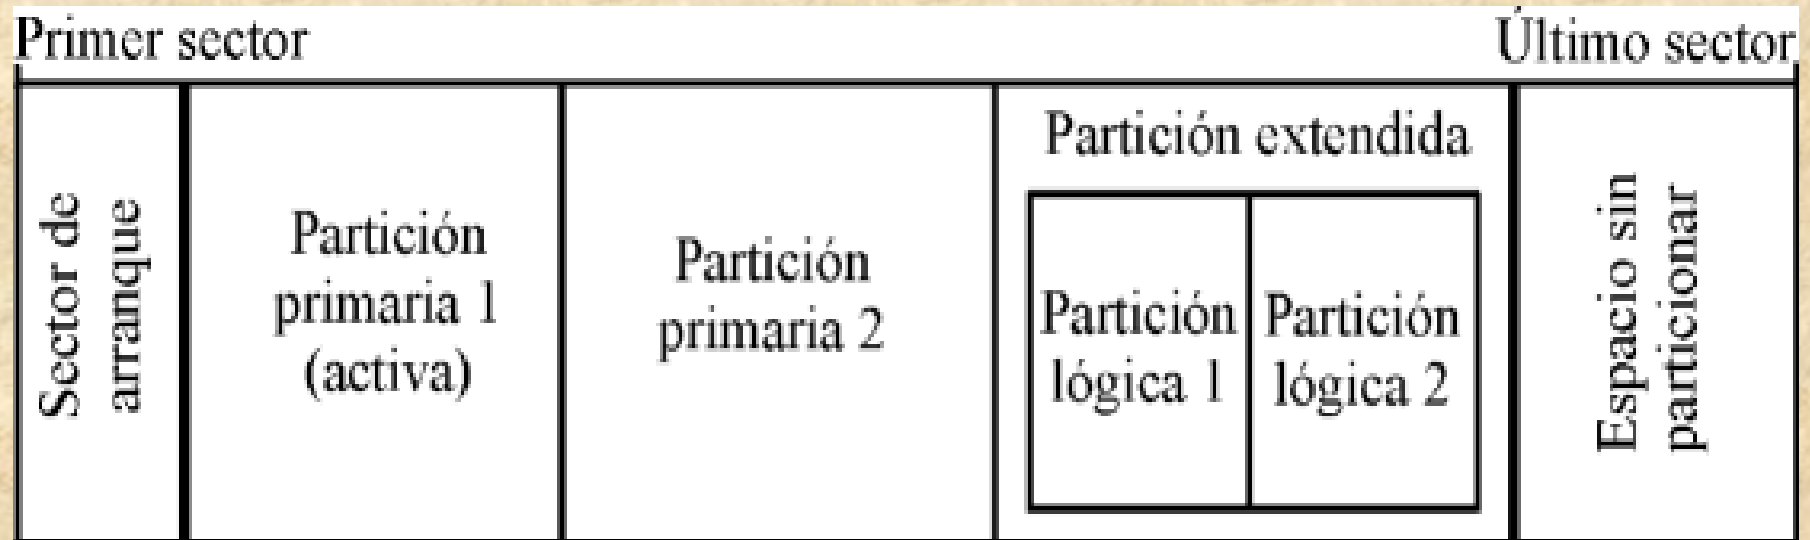 Primer sector
Último sector
Sector de
arranque
Partición
primaria 1
(activa)
Partición
primaria 2
Partición extendida
Partición
lógica 1
Partición
lógica 2
Espacio sin
particionar